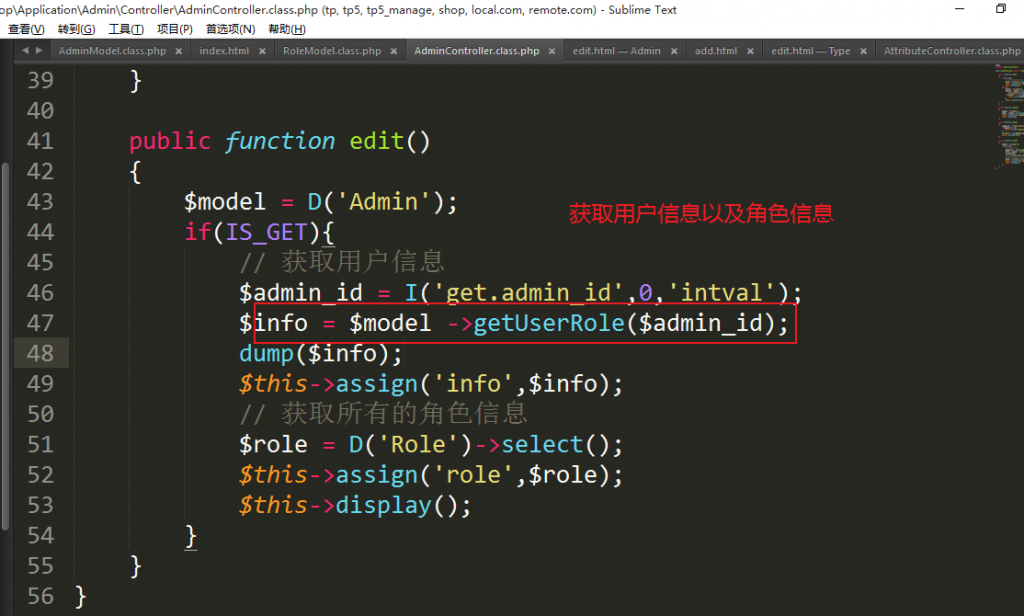 op\Application\Admin\Controller\AdminController.class.php (tp, tp5, tp5_manage, shop, local.com, remote.com) - Sublime Text
查看(V) 转到(G) 工具(T) 项目(P) 首选项(N) 帮助(H)
AdminModel.class.php × index.html × RoleModel.class.php × AdminController.class.php × edit.html — Admin × add.html × edit.html — Type × AttributeController.class.php
39 }
40
41 public function edit()
42 {
43 $model = D('Admin');
获取用户信息以及角色信息
44 if(IS_GET){
45 // 获取用户信息
46 $admin_id = I('get.admin_id',0,'intval');
47 $info = $model ->getUserRole($admin_id);
48 dump($info);
49 $this->assign('info',$info);
50 // 获取所有的角色信息
51 $role = D('Role')->select();
52 $this->assign('role',$role);
53 $this->display();
54 }
55 }
56 }